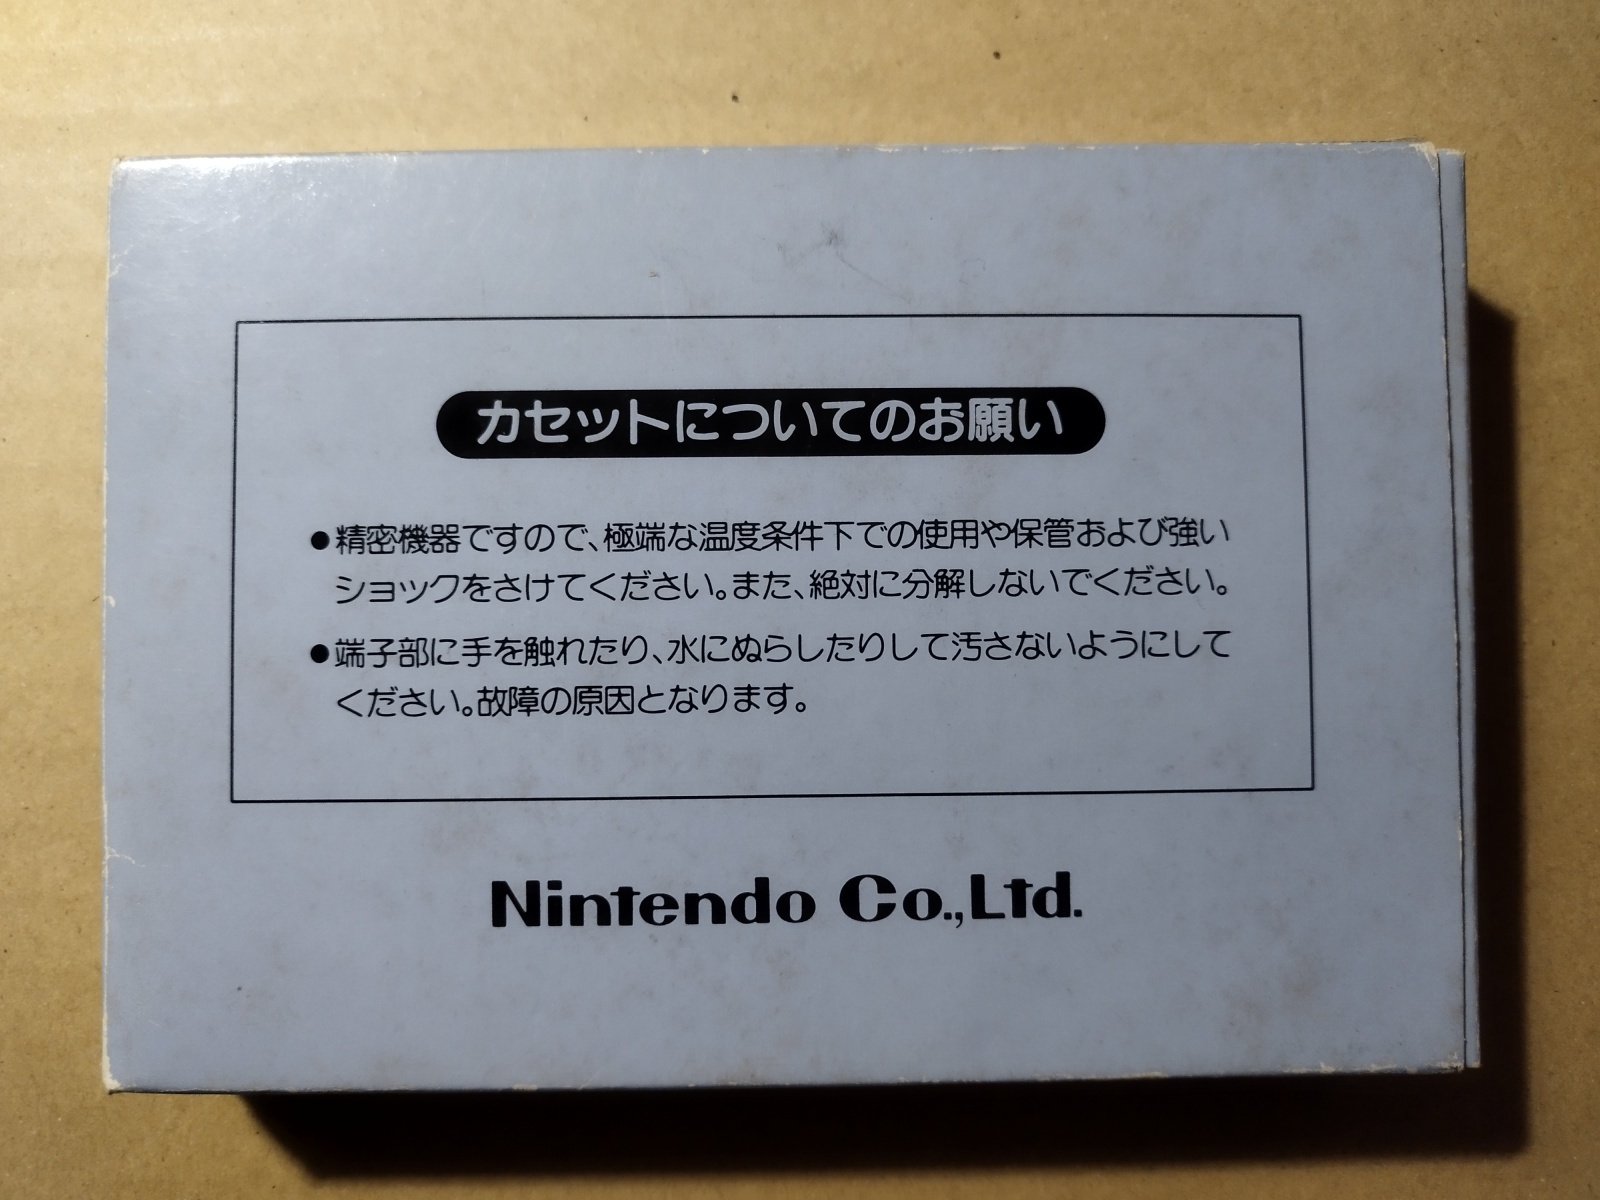 カセットについてのお願い
●精密機器ですので、極端な温度条件下での使用や保管および強い
ショックをさけてください。また、絶対に分解しないでください。
●端子部に手を触れたり、水にぬらしたりして汚さないようにして
ください。故障の原因となります。
Nintendo Co.,Ltd.